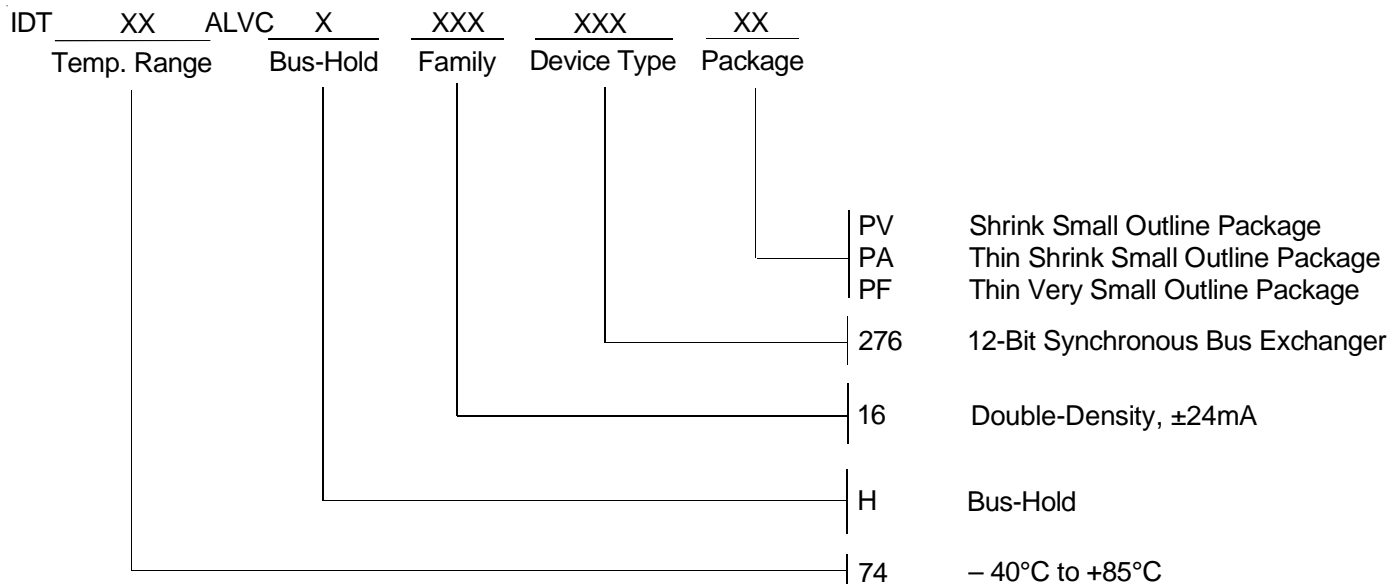 IDT XX ALVC X XXX XXX XX
Temp. Range Bus-Hold Family Device Type Package
PV Shrink Small Outline Package
PA Thin Shrink Small Outline Package
PF Thin Very Small Outline Package
276 12-Bit Synchronous Bus Exchanger
16 Double-Density, ±24mA
H Bus-Hold
74 – 40°C to +85°C